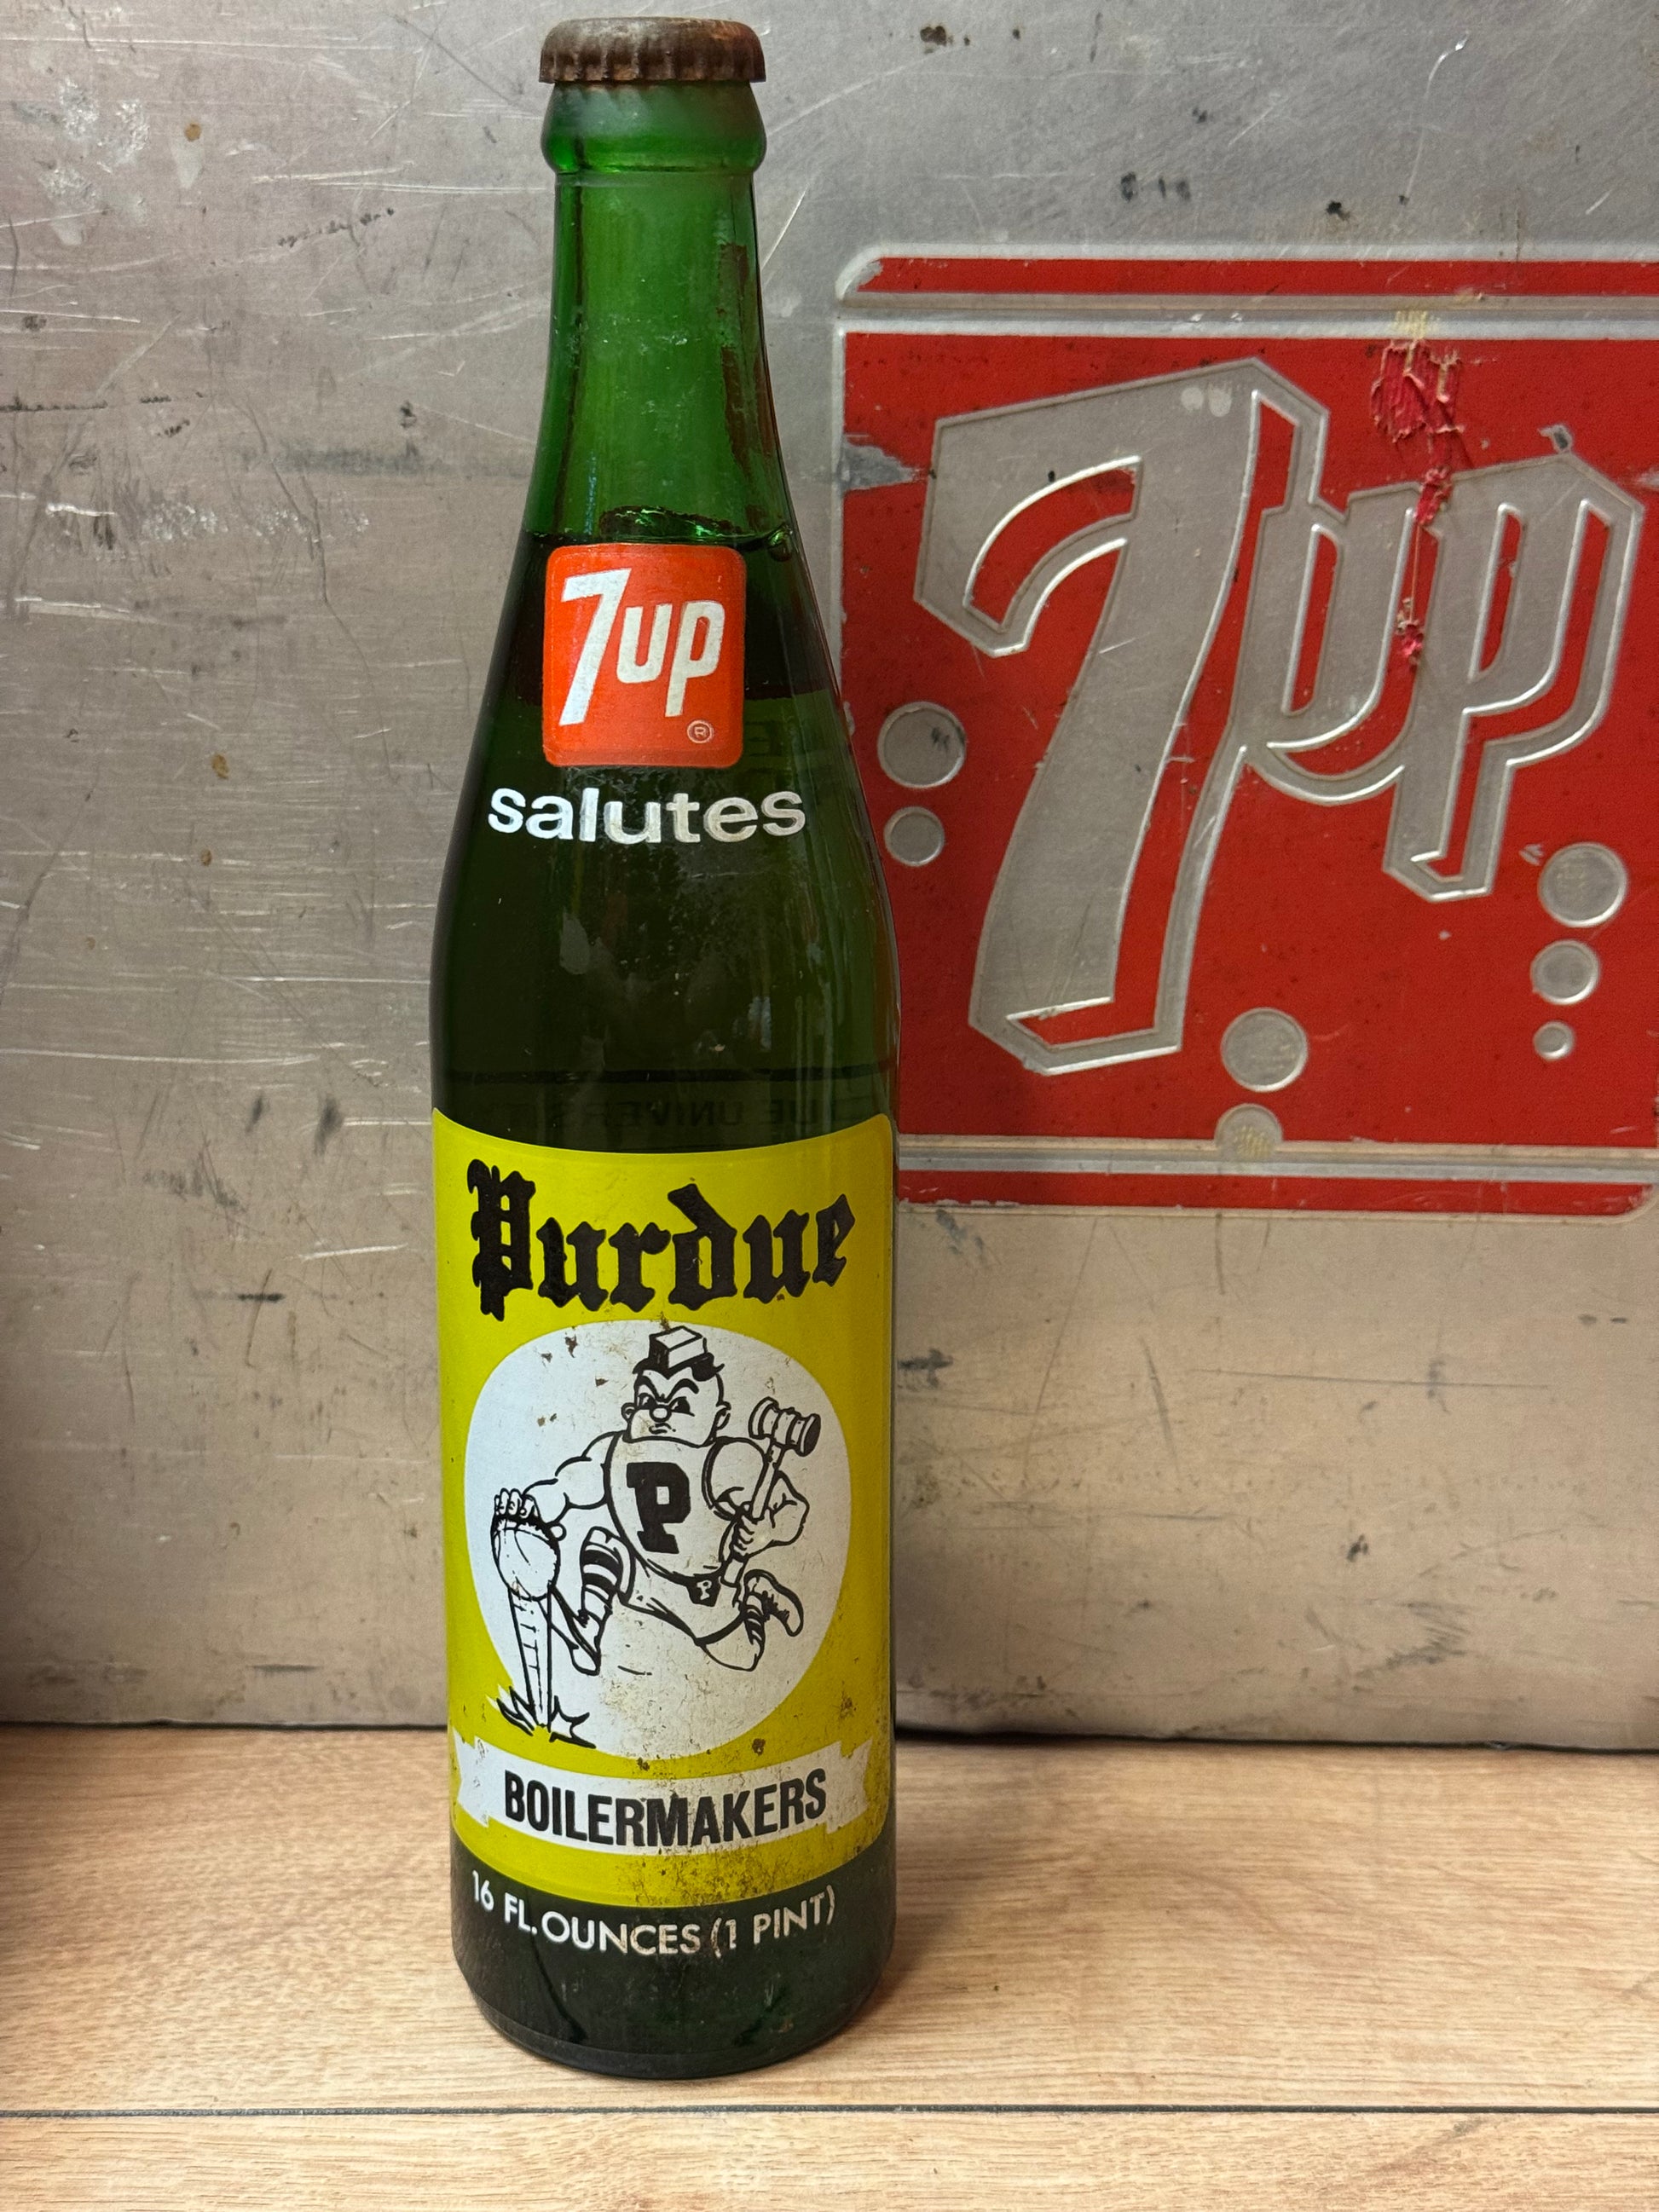 7up
®
salutes
7up
Purdue
P
BOILERMAKERS
16 FL. OUNCES (1 PINT)